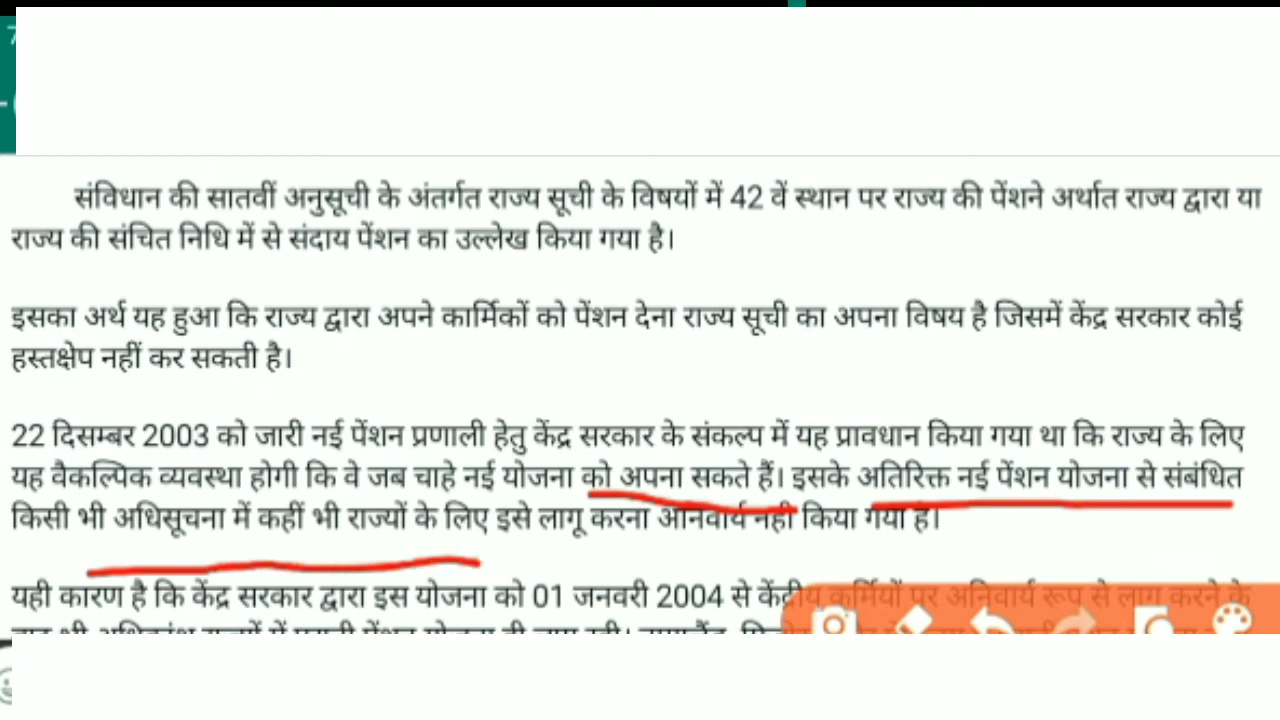 संविधान की सातवीं अनुसूची के अंतर्गत राज्य सूची के विषयों में 42 वें स्थान पर राज्य की पेंशने अर्थात राज्य द्वारा या
राज्य की संचित निधि में से संदाय पेंशन का उल्लेख किया गया है।
इसका अर्थ यह हुआ कि राज्य द्वारा अपने कार्मिकों को पेंशन देना राज्य सूची का अपना विषय है जिसमें केंद्र सरकार कोई
हस्तक्षेप नहीं कर सकती है।
22 दिसम्बर 2003 को जारी नई पेंशन प्रणाली हेतु केंद्र सरकार के संकल्प में यह प्रावधान किया गया था कि राज्य के लिए
यह वैकल्पिक व्यवस्था होगी कि वे जब चाहे नई योजना को अपना सकते हैं। इसके अतिरिक्त नई पेंशन योजना से संबंधित
किसी भी अधिसूचना में कहीं भी राज्यों के लिए इसे लागू करना अनिवार्य नहीं किया गया है।
यही कारण है कि केंद्र सरकार द्वारा इस योजना को 01 जनवरी 2004 से केंद्रीय कर्मियों पर अनिवार्य रूप से लागू करने के